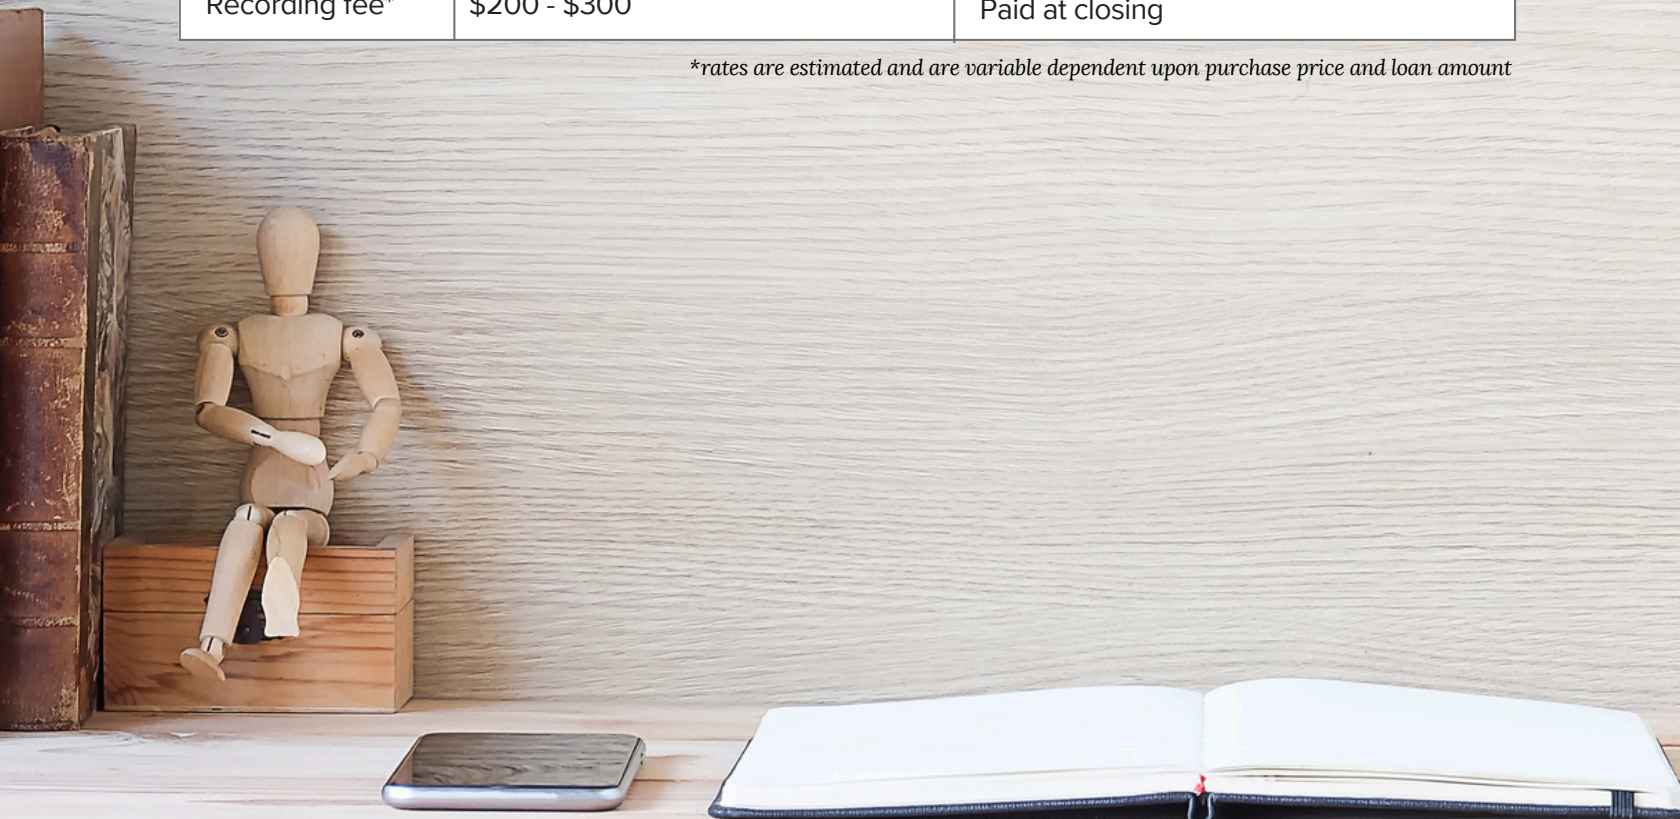 Recording fee* $200 - $300 Paid at closing
*rates are estimated and are variable dependent upon purchase price and loan amount